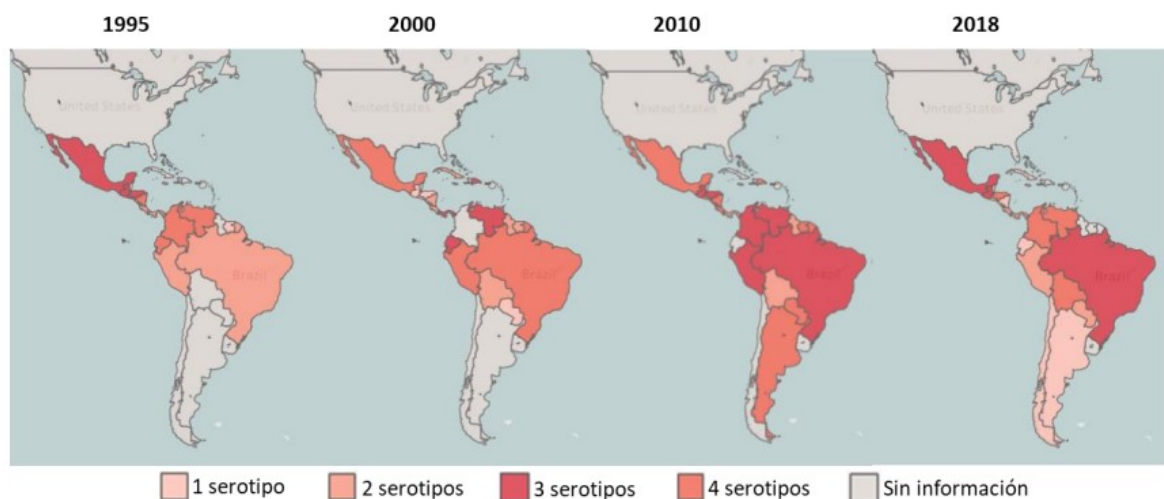 1995 2000 2010 2018
United States United States United States United States
Brazil Brazil Brazil Brazil
1 serotipo 2 serotipos 3 serotipos 4 serotipos Sin información